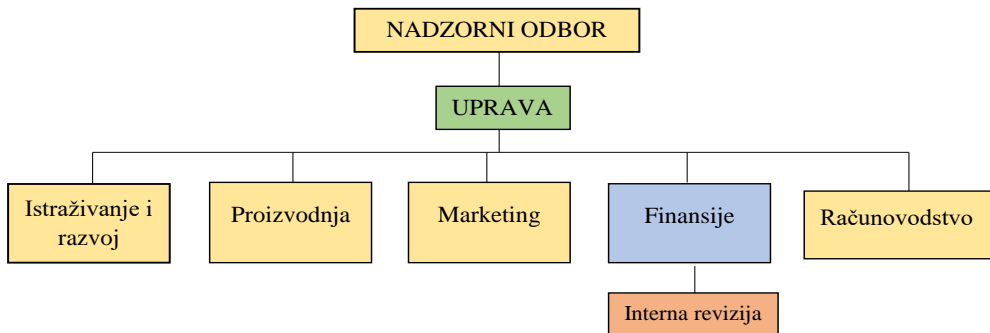 NADZORNI ODBOR
UPRAVA
Istraživanje i
razvoj
Proizvodnja
Marketing
Finansije
Računovodstvo
Interna revizija